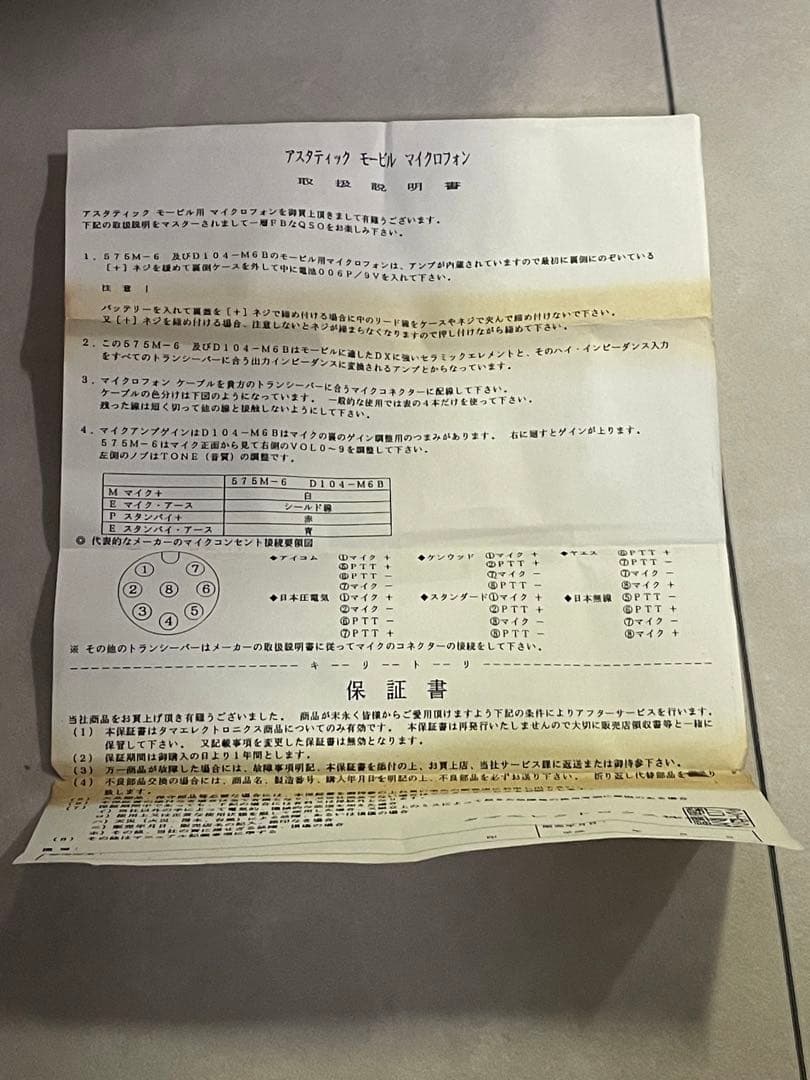 アスタティック モービル マイクロフォン
取扱説明書
アスタティック モービル用 マイクロフォンを御買上頂きまして有難うございます。
下記の取扱説明をマスターされまして一層FBなQSOをお楽しみ下さい。
1．575M-6 及びD104-M6Bのモービル用マイクロフォンは、アンプが内蔵されていますので最初に裏側にのぞいている
［+］ネジを緩めて裏側ケースを外して中に電池006P/9Vを入れて下さい。
注意！
バッテリーを入れて裏蓋を［+］ネジで締め付ける場合に中のリード線をケースやネジで夾んで締め付けないで下さい。
又［+］ネジを締め付ける場合、注意しないとネジが締まらなくなりますので押し付けながら締めて下さい。
2．この575M-6 及びD104-M6Bはモービルに適したDXに強いセラミックエレメントと、そのハイ・インピーダンス入力
をすべてのトランシーバーに合う出力インピーダンスに変換されるアンプとからなっています。
3．マイクロフォン ケーブルを貴方のトランシーバーに合うマイクコネクターに配線して下さい。
ケーブルの色分けは下図のようになっています。 一般的な使用では表の4本だけを使って下さい。
残った線は短く切って他の線と接触しないようにして下さい。
4．マイクアンプゲインはD104-M6Bはマイクの裏のゲイン調整用のつまみがあります。 右に廻すとゲインが上ります。
575M-6はマイク正面から見て右側のVOL0～9を調整して下さい。
左側のノブはTONE（音質）の調整です。
575M-6 D104-M6B
M マイク+ 白
E マイク・アース シールド線
P スタンバイ+ 赤
E スタンバイ・アース 青
◎ 代表的なメーカーのマイクコンセント接続要領図
① ⑦
② ⑧ ⑥
③ ⑤
④
◆アイコム ①マイク +
⑤PTT +
⑥PTT −
⑦マイク −
◆ケンウッド ①マイク +
②PTT +
⑦マイク −
⑧PTT −
◆ヤエス ⑥PTT +
⑦PTT −
⑦マイク −
⑧マイク +
◆日本圧電気 ①マイク +
②マイク −
⑥PTT −
⑦PTT +
◆スタンダード ①マイク +
②PTT +
⑧マイク −
⑧PTT −
◆日本無線 ⑤PTT −
⑥PTT +
⑦マイク −
⑧マイク +
※ その他のトランシーバーはメーカーの取扱説明書に従ってマイクのコネクターの接続をして下さい。
キ－－リ－－ト－－リ
保証書
当社商品をお買上げ頂き有難うございました。 商品が末永く皆様からご愛用頂けますよう下記の条件によりアフターサービスを行います。
（1） 本保証書はタマエレクトロニクス商品についてのみ有効です。 本保証書は再発行いたしませんので大切に販売店領収書等と一緒に
保管して下さい。 又記載事項を変更した保証書は無効となります。
（2） 保証期間は御購入の日より1年間とします。
（3） 万一商品が故障した場合には、故障事項明記、本保証書を添付の上、お買上店、当社サービス課に返送または御持参下さい。
（4） 不良部品交換の場合には、商品名、製造番号、購入年月日を明記の上、不良部品を必ずお送り下さい。 折り返し代替部品を
致します。